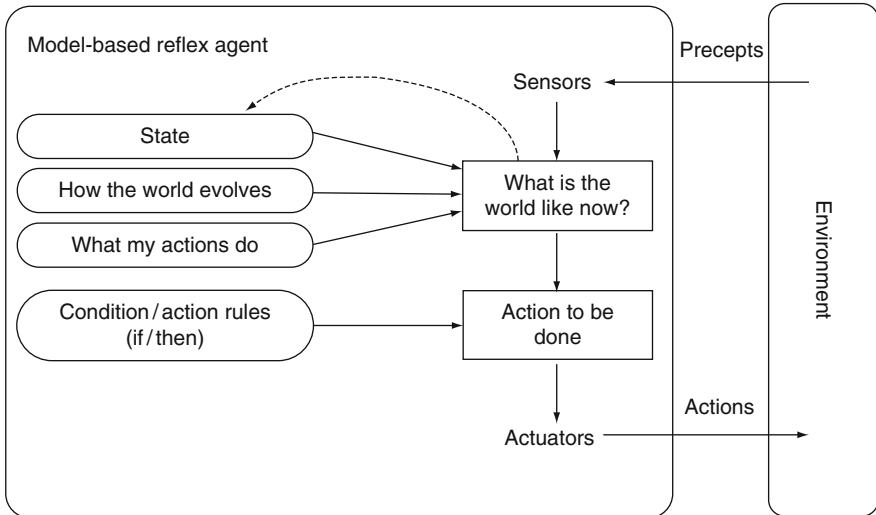 Model-based reflex agent
Precepts
Sensors
State
How the world evolves
What my actions do
What is the
world like now?
Condition/action rules
(if/then)
Action to be
done
Actuators
Actions
Environment